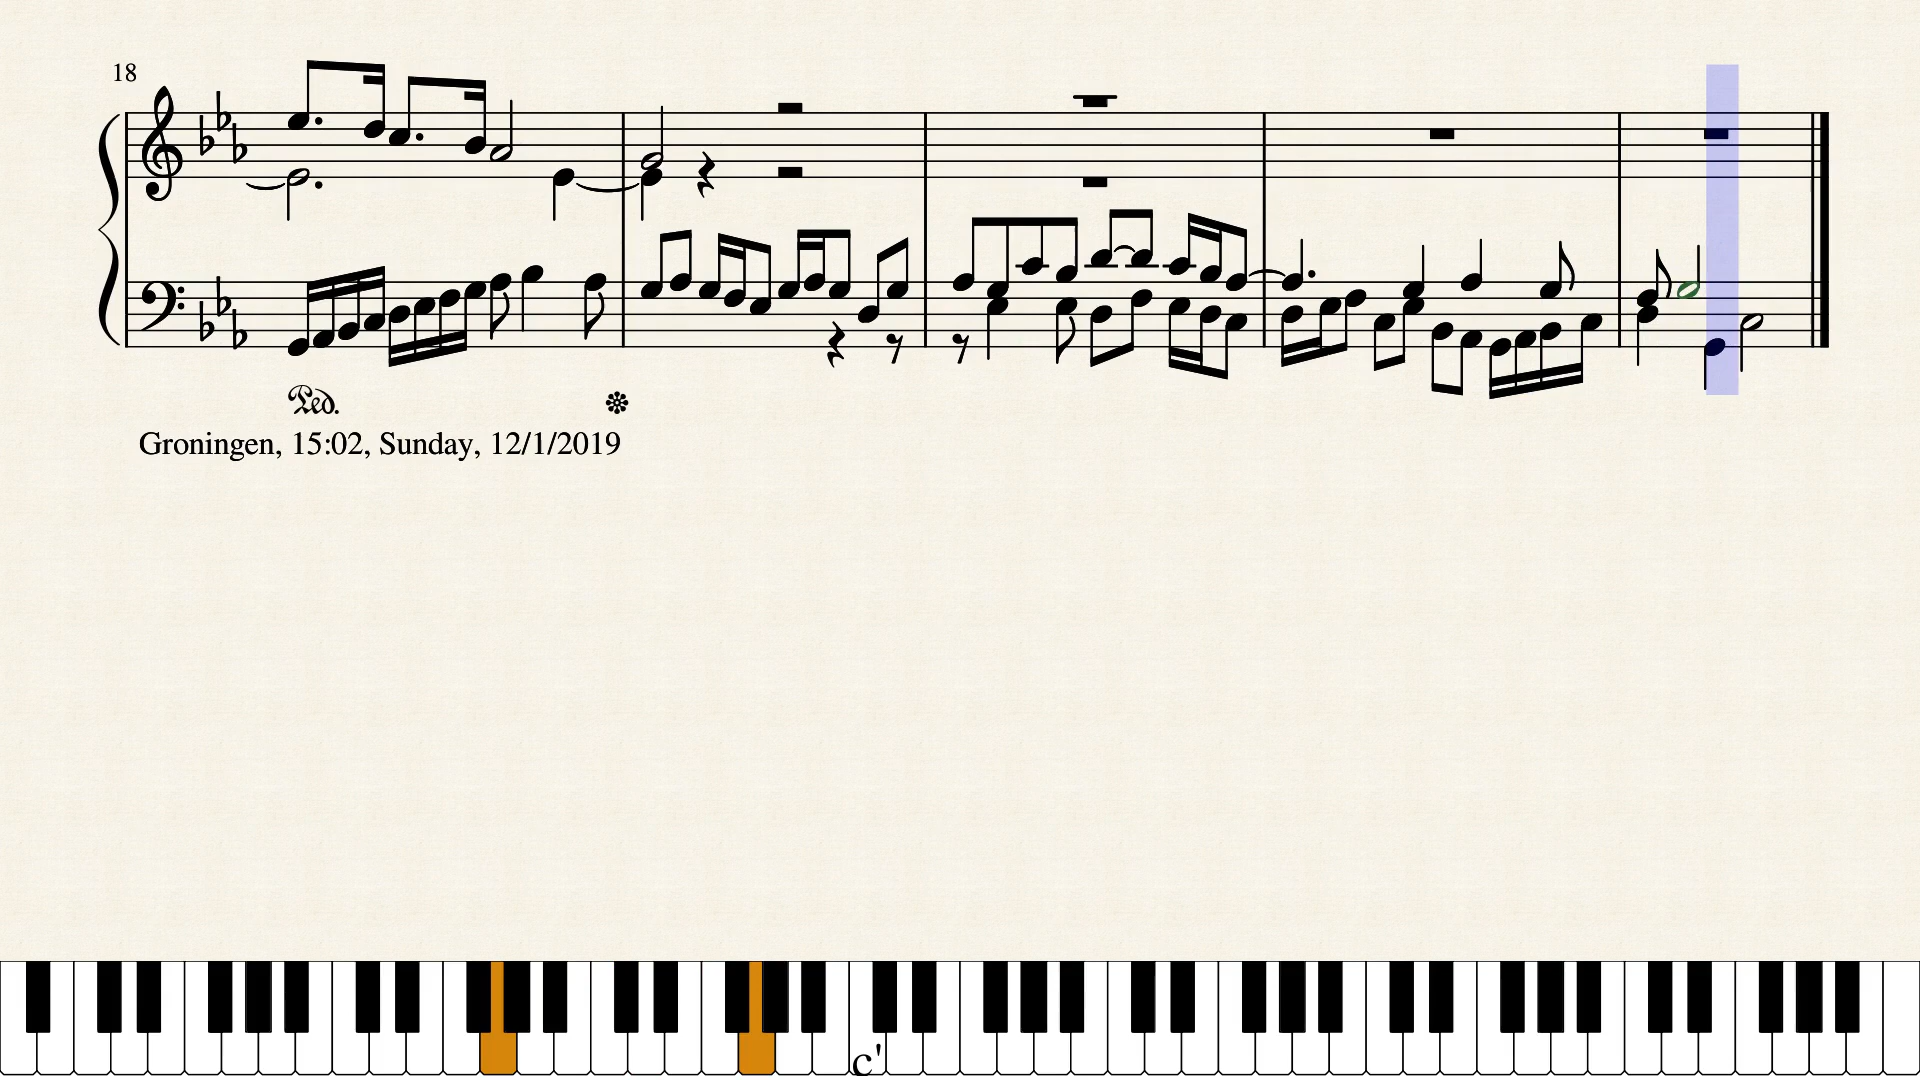 18
Ped.
Groningen, 15:02, Sunday, 12/1/2019
c'